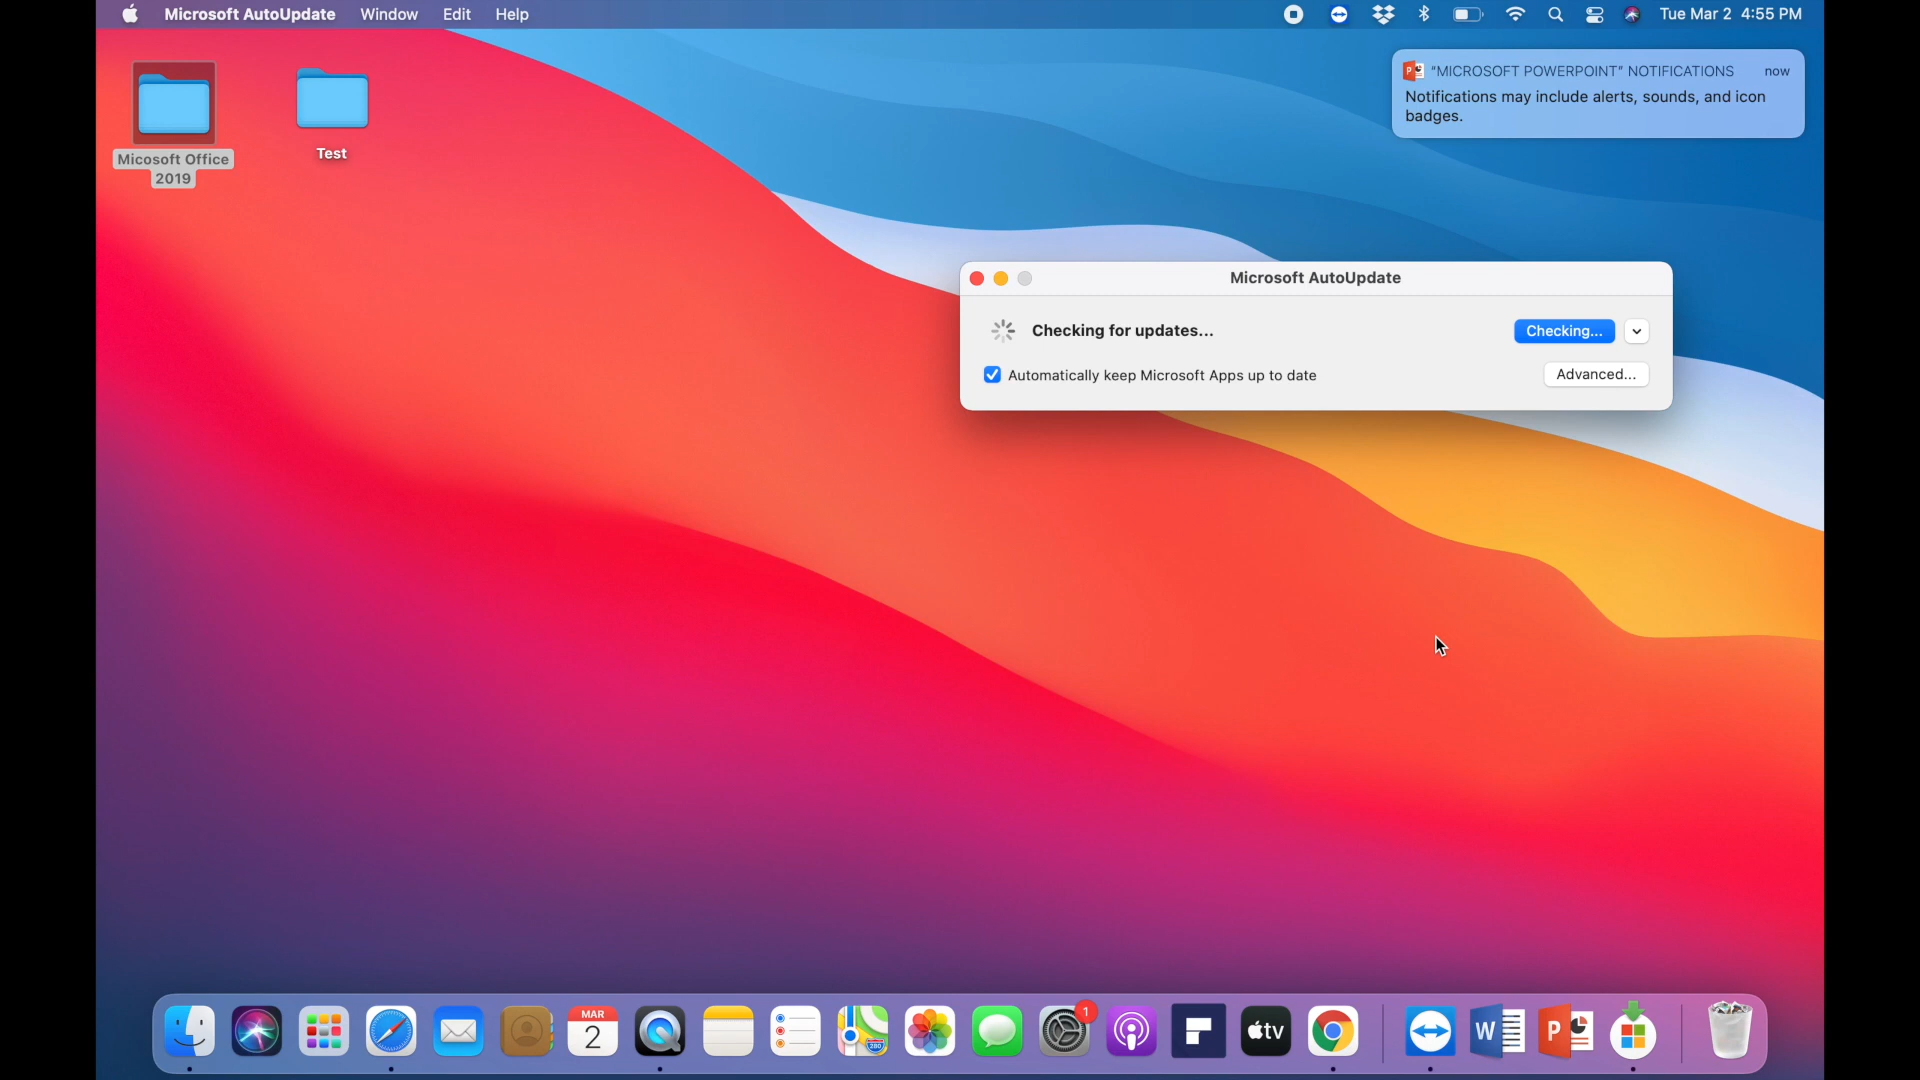 Microsoft AutoUpdate Window Edit Help
Tue Mar 2 4:55 PM
Micosoft Office
2019
Test
"MICROSOFT POWERPOINT" NOTIFICATIONS now
Notifications may include alerts, sounds, and icon
badges.
Microsoft AutoUpdate
Checking for updates...
Checking...
Automatically keep Microsoft Apps up to date
Advanced...
MAR
2
280
1
tv
W
P